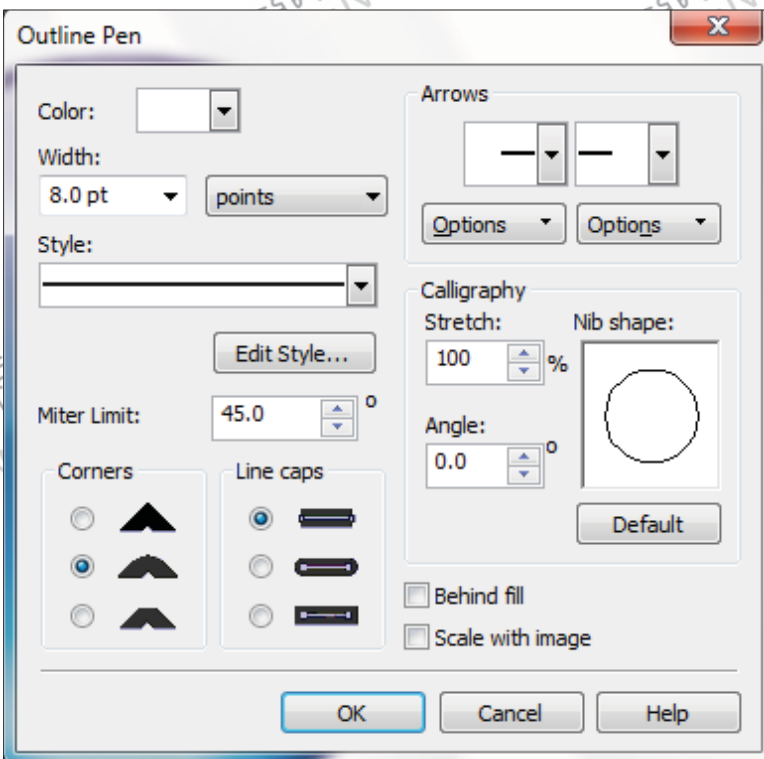 Outline Pen
Color:
Width:
8.0 pt
points
Style:
Edit Style...
Miter Limit:
45.0
o
Corners
Line caps
Arrows
Options
Options
Calligraphy
Stretch:
Nib shape:
100
%
Angle:
0.0
o
Default
Behind fill
Scale with image
OK
Cancel
Help